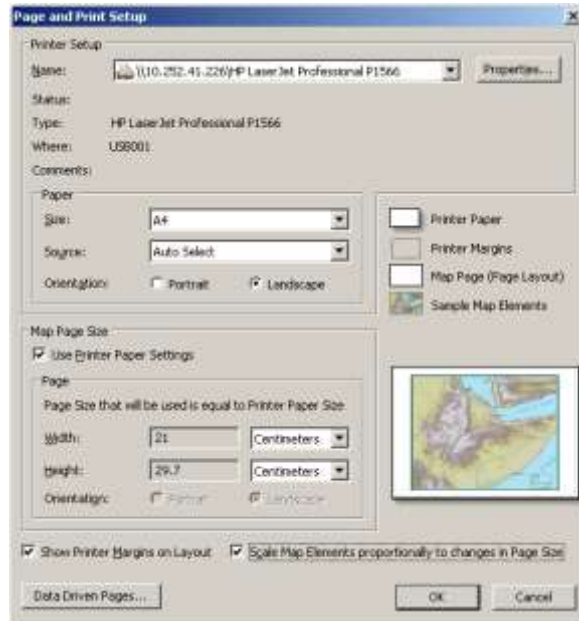 Page and Print Setup
Printer Setup
Name: \\10.252.41.226\HP LaserJet Professional P1566 Properties...
Status:
Type: HP LaserJet Professional P1566
Where: USB001
Comments:
Paper
Size: A4
Source: Auto Select
Orientation: Portrait Landscape
Printer Paper
Printer Margins
Map Page (Page Layout)
Sample Map Elements
Map Page Size
Use Printer Paper Settings
Page
Page Size that will be used is equal to Printer Paper Size
Width: 21 Centimeters
Height: 29.7 Centimeters
Orientation: Portrait Landscape
Show Printer Margins on Layout Scale Map Elements proportionally to changes in Page Size
Data Driven Pages... OK Cancel